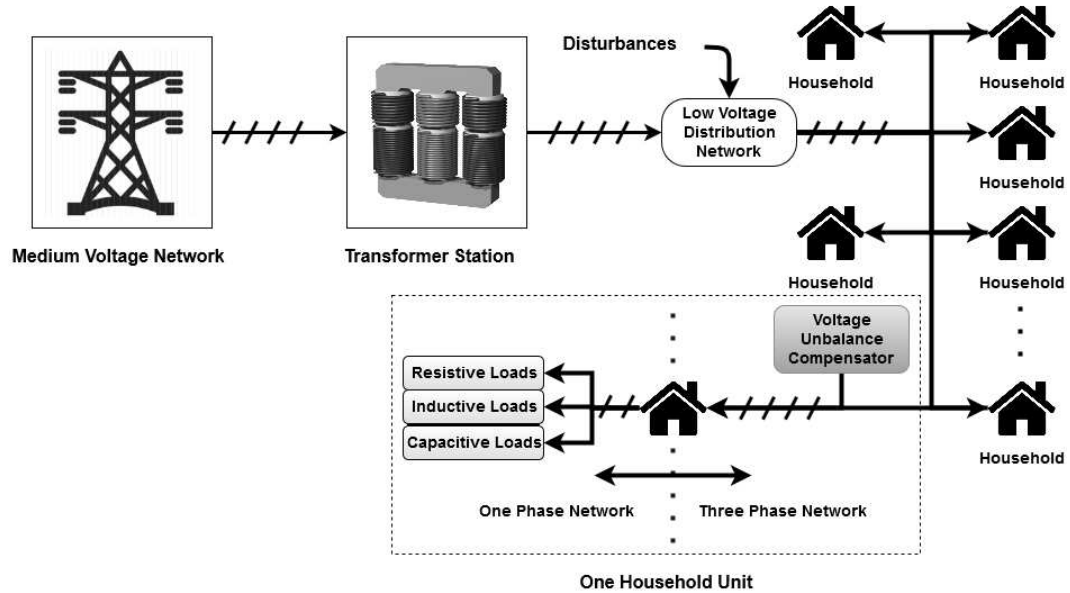 Disturbances
Household
Household
Low Voltage
Distribution
Network
Household
Medium Voltage Network
Transformer Station
Household
Household
Voltage
Unbalance
Compensator
Resistive Loads
Inductive Loads
Capacitive Loads
Household
One Phase Network
Three Phase Network
One Household Unit